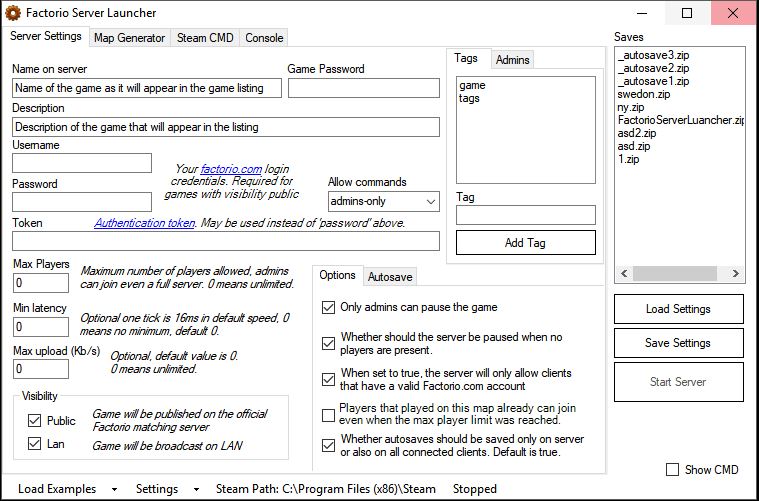 Factorio Server Launcher
Server Settings
Map Generator
Steam CMD
Console
Name on server
Game Password
Name of the game as it will appear in the game listing
Description
Description of the game that will appear in the listing
Username
Your factorio.com login
credentials. Required for
games with visibility public
Password
Allow commands
admins-only
Token
Authentication token. May be used instead of 'password' above.
Max Players
0
Maximum number of players allowed, admins
can join even a full server. 0 means unlimited.
Min latency
0
Optional one tick is 16ms in default speed, 0
means no minimum, default 0.
Max upload (Kb/s)
0
Optional, default value is 0.
0 means unlimited.
Visibility
Public
Game will be published on the official
Factorio matching server
Lan
Game will be broadcast on LAN
Tags
Admins
game
tags
Tag
Add Tag
Options
Autosave
Only admins can pause the game
Whether should the server be paused when no
players are present.
When set to true, the server will only allow clients
that have a valid Factorio.com account
Players that played on this map already can join
even when the max player limit was reached.
Whether autosaves should be saved only on server
or also on all connected clients. Default is true.
Saves
_autosave3.zip
_autosave2.zip
_autosave1.zip
swedon.zip
ny.zip
FactorioServerLuancher.zip
asd2.zip
asd.zip
1.zip
Load Settings
Save Settings
Start Server
Show CMD
Load Examples
Settings
Steam Path: C:\Program Files (x86)\Steam
Stopped